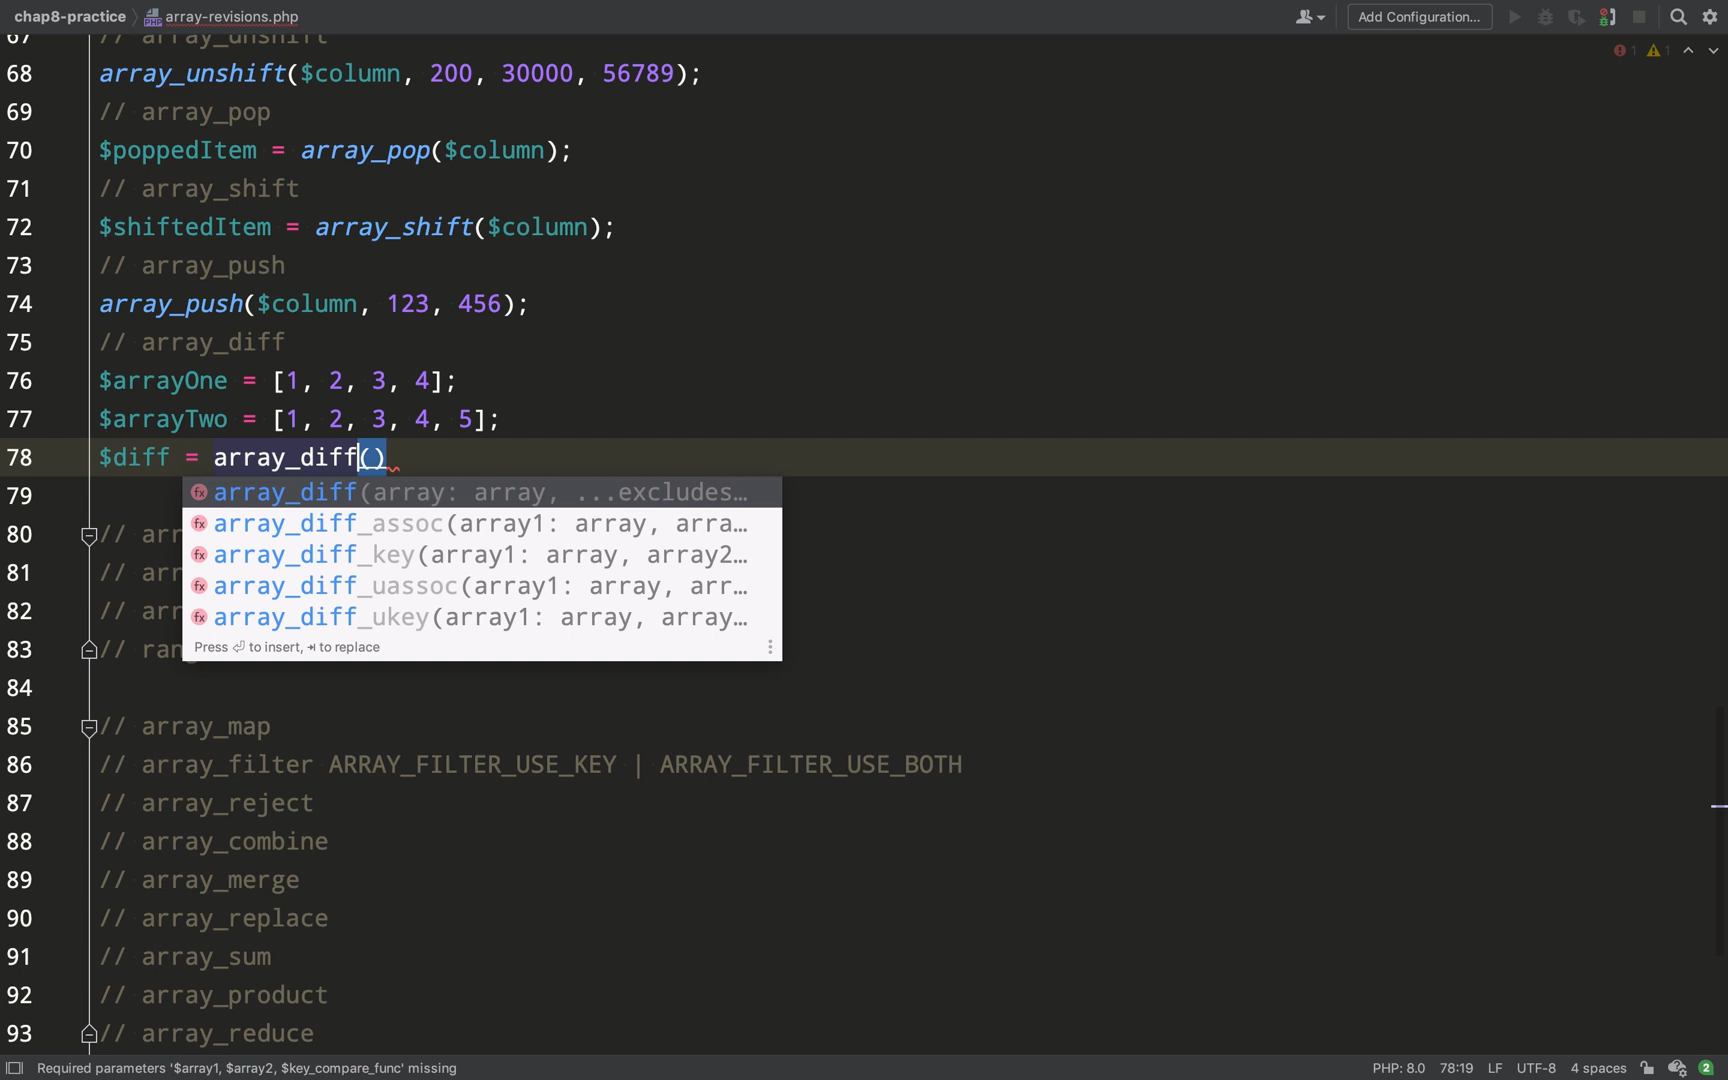 chap8-practice array-revisions.php Add Configuration...
67 // array_unshift 1 1
68 array_unshift($column, 200, 30000, 56789);
69 // array_pop
70 $poppedItem = array_pop($column);
71 // array_shift
72 $shiftedItem = array_shift($column);
73 // array_push
74 array_push($column, 123, 456);
75 // array_diff
76 $arrayOne = [1, 2, 3, 4];
77 $arrayTwo = [1, 2, 3, 4, 5];
78 $diff = array_diff()
79 array_diff(array: array, ...excludes...
array_diff_assoc(array1: array, arra...
80 // arr
array_diff_key(array1: array, array2...
81 // arr
array_diff_uassoc(array1: array, arr...
82 // arr
array_diff_ukey(array1: array, array...
83 // ran
Press ⏎ to insert, ⇥ to replace
84
85 // array_map
86 // array_filter ARRAY_FILTER_USE_KEY | ARRAY_FILTER_USE_BOTH
87 // array_reject
88 // array_combine
89 // array_merge
90 // array_replace
91 // array_sum
92 // array_product
93 // array_reduce
Required parameters '$array1, $array2, $key_compare_func' missing PHP: 8.0 78:19 LF UTF-8 4 spaces 2